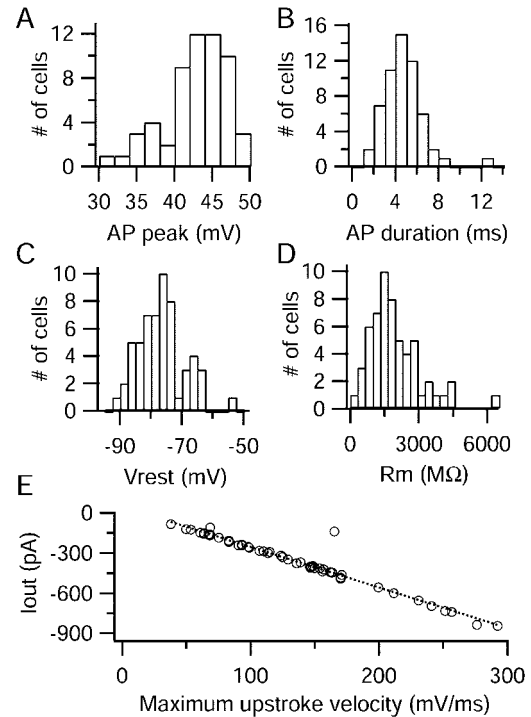 A
12
8
4
0
# of cells
30 35 40 45 50
AP peak (mV)
B
16
12
8
4
0
# of cells
0 4 8 12
AP duration (ms)
C
10
8
6
4
2
0
# of cells
-90 -70 -50
Vrest (mV)
D
10
8
6
4
2
0
# of cells
0 3000 6000
Rm (MΩ)
E
0
-300
-600
-900
Iout (pA)
0 100 200 300
Maximum upstroke velocity (mV/ms)